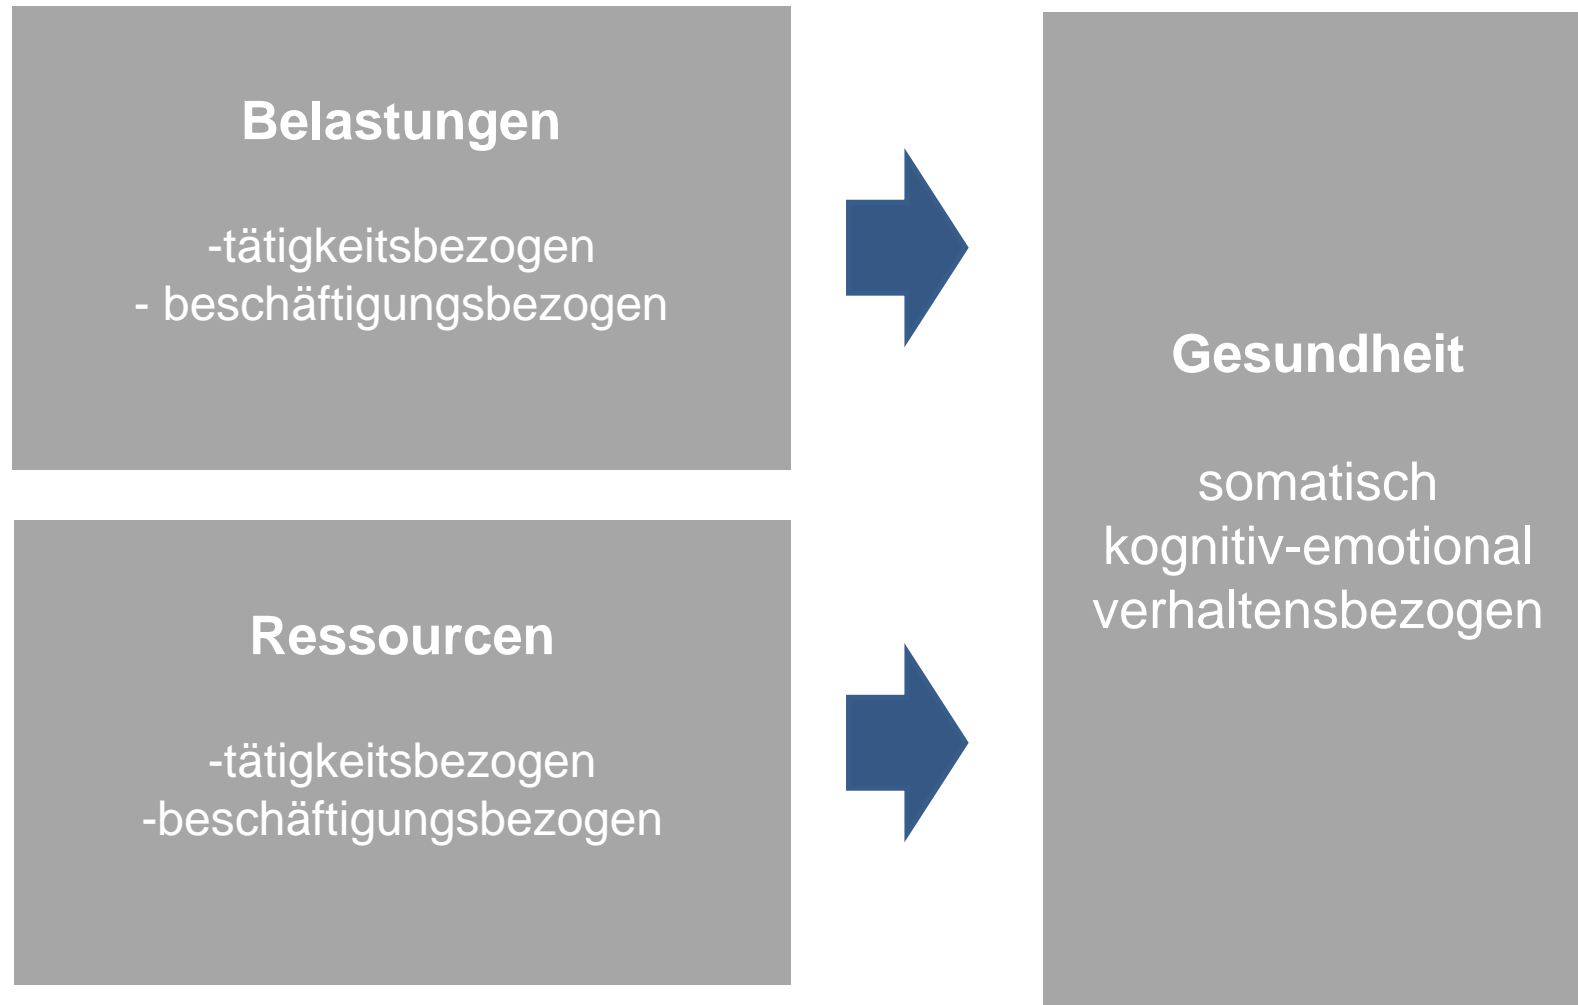 Belastungen
-tätigkeitsbezogen
- beschäftigungsbezogen
Ressourcen
-tätigkeitsbezogen
-beschäftigungsbezogen
Gesundheit
somatisch
kognitiv-emotional
verhaltensbezogen